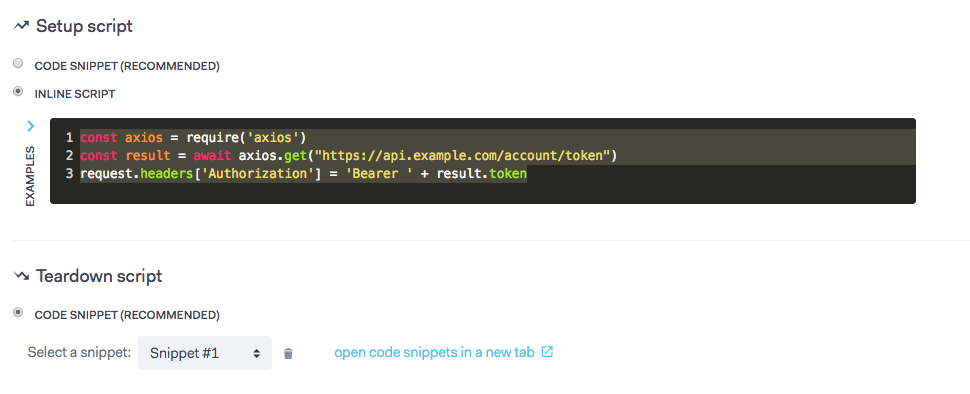 Setup script
CODE SNIPPET (RECOMMENDED)
INLINE SCRIPT
EXAMPLES
1 const axios = require('axios')
2 const result = await axios.get("https://api.example.com/account/token")
3 request.headers['Authorization'] = 'Bearer ' + result.token
Teardown script
CODE SNIPPET (RECOMMENDED)
Select a snippet: Snippet #1 open code snippets in a new tab